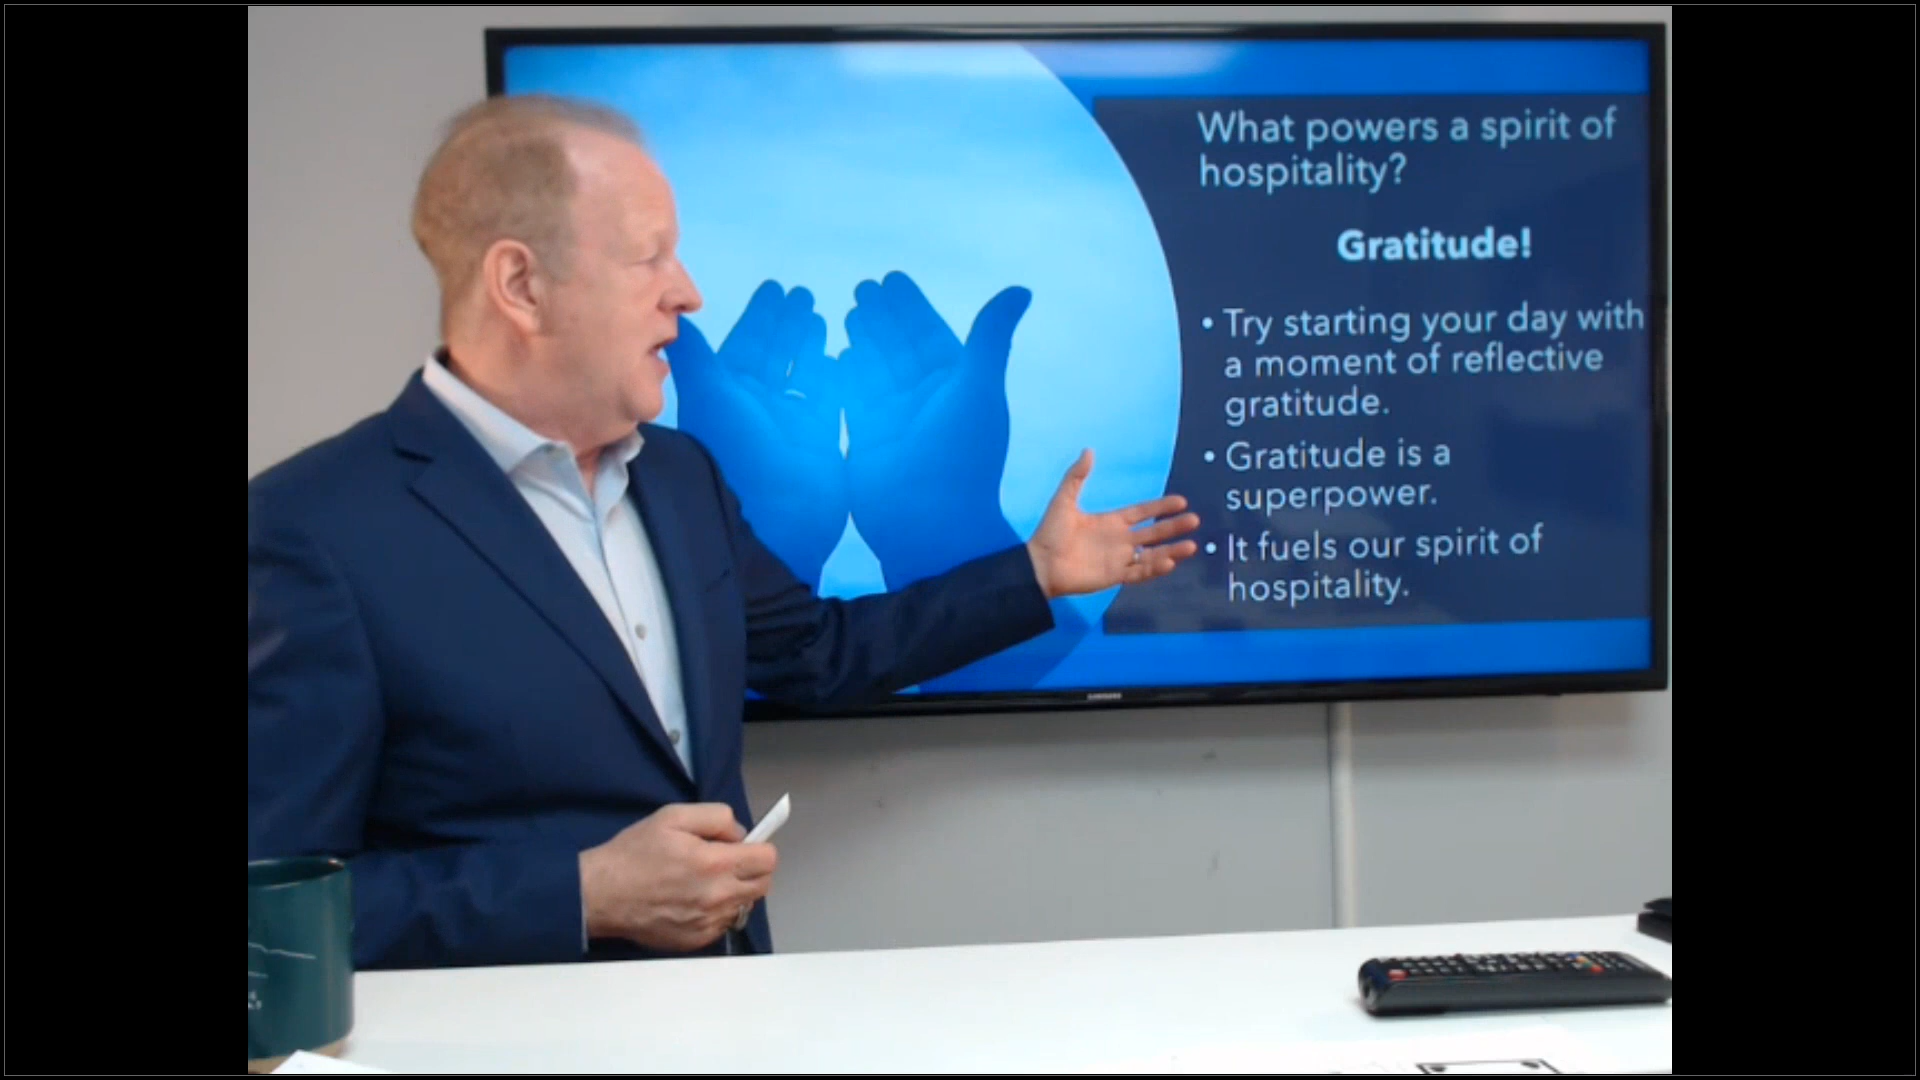 What powers a spirit of
hospitality?
Gratitude!
• Try starting your day with
a moment of reflective
gratitude.
• Gratitude is a
superpower.
• It fuels our spirit of
hospitality.
SAMSUNG